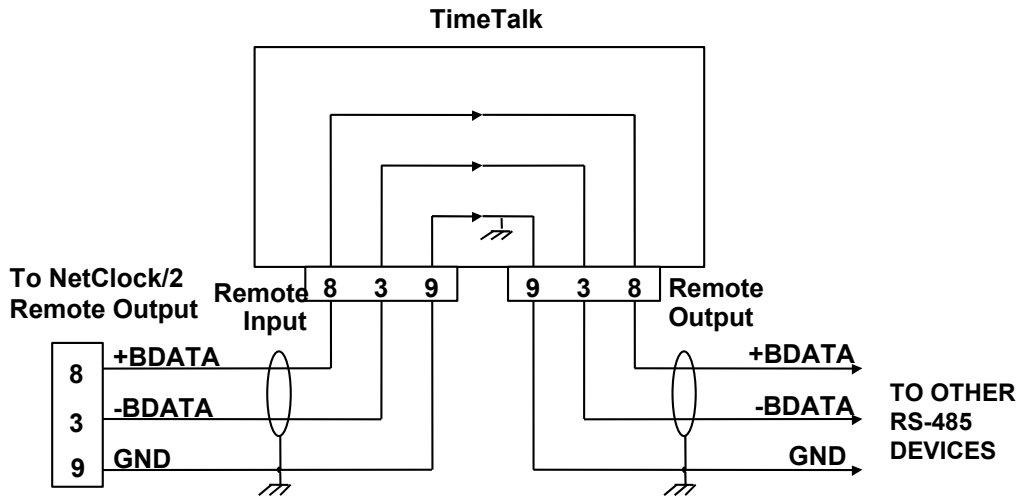 TimeTalk
To NetClock/2
Remote Output
Remote
Input
8 3 9
9 3 8
Remote
Output
8 +BDATA
3 -BDATA
9 GND
+BDATA
-BDATA
GND
TO OTHER
RS-485
DEVICES